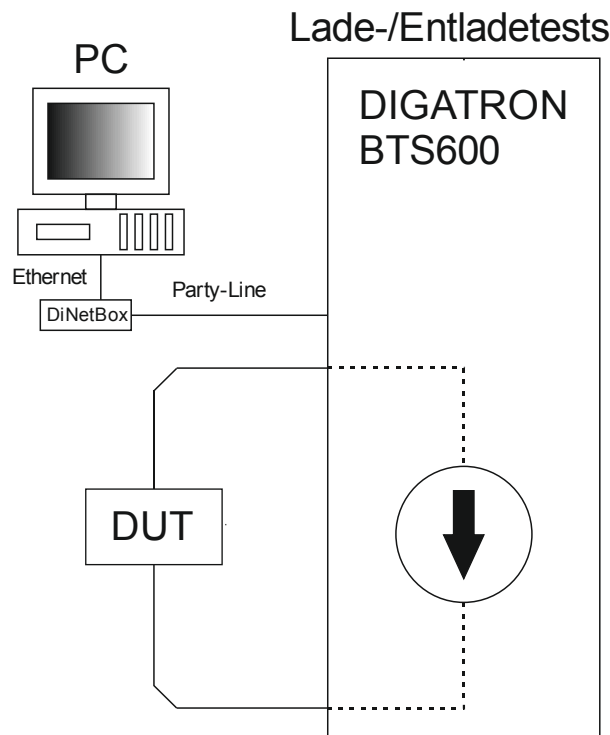 Lade-/Entladetests
PC
DIGATRON
BTS600
Ethernet
Party-Line
DiNetBox
DUT